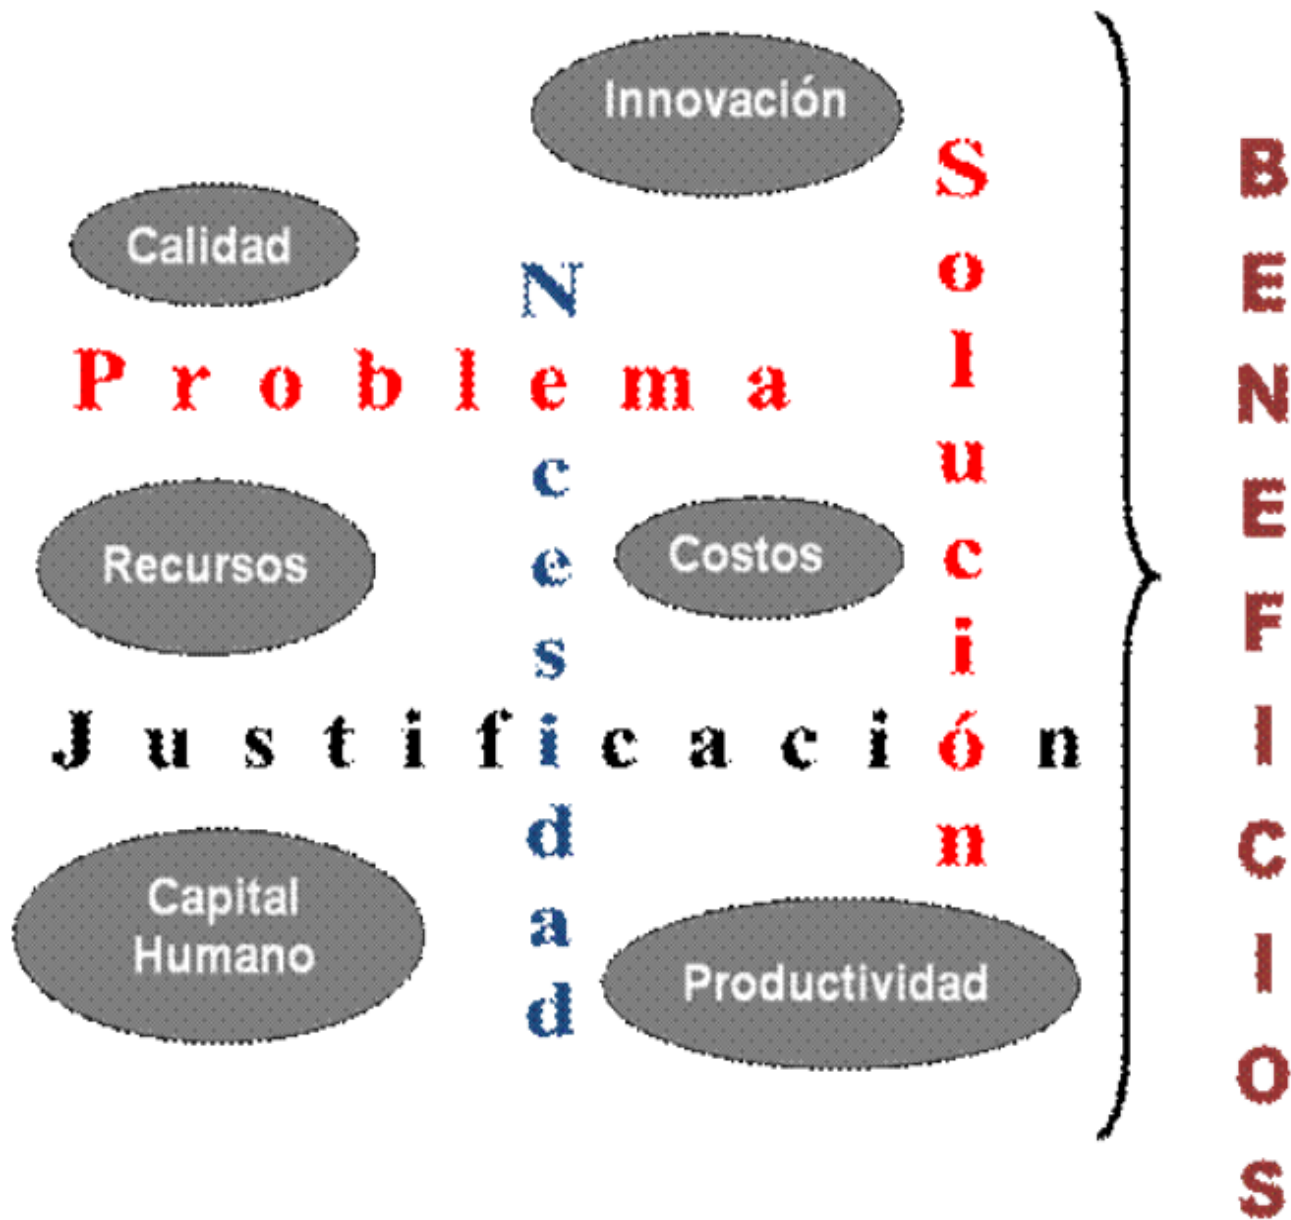 Innovación
Calidad
Necesidad
Problema
Solución
Recursos
Costos
Justificación
Capital
Humano
Productividad
BENEFICIOS